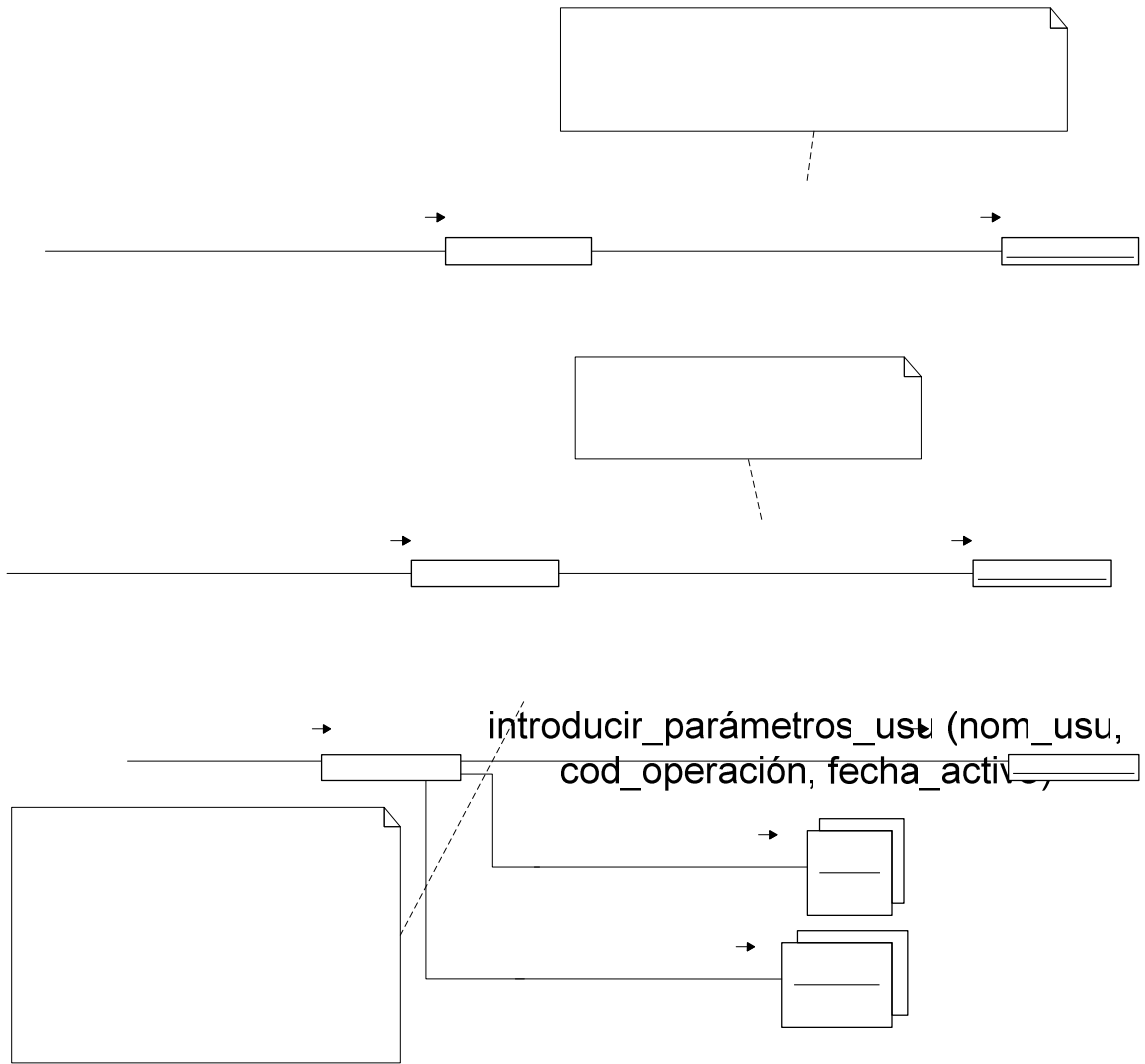 introducir_parámetros_usu (nom_usu,
cod_operación, fecha_activo)